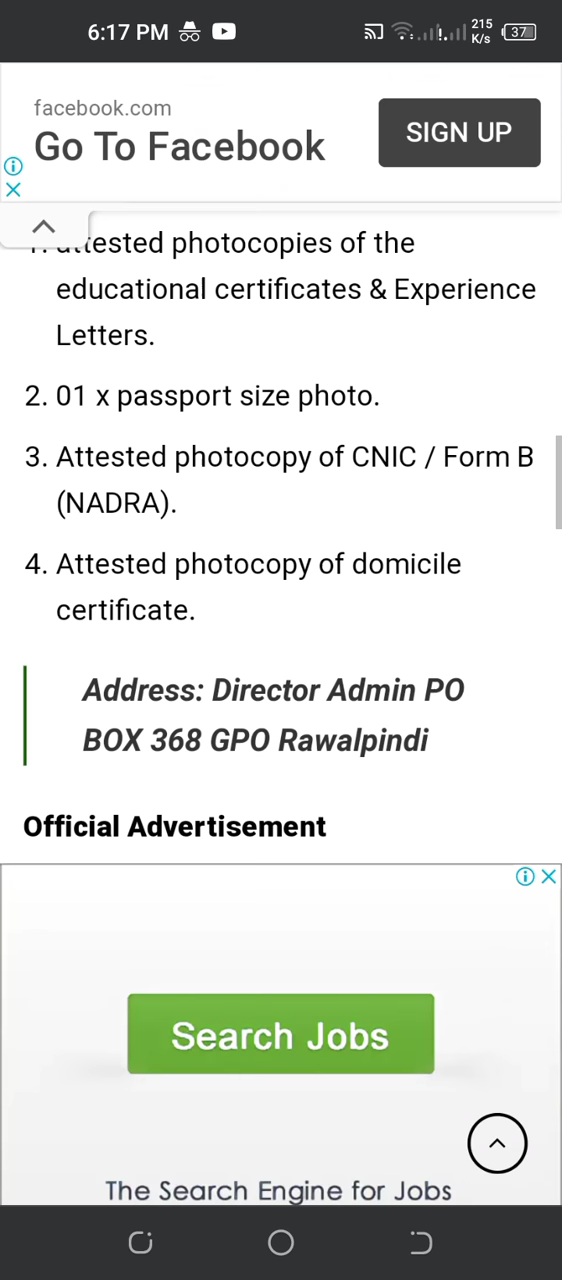 6:17 PM
215
K/s
37
facebook.com
Go To Facebook
SIGN UP
attested photocopies of the
educational certificates & Experience
Letters.
2. 01 x passport size photo.
3. Attested photocopy of CNIC / Form B
(NADRA).
4. Attested photocopy of domicile
certificate.
Address: Director Admin PO
BOX 368 GPO Rawalpindi
Official Advertisement
Search Jobs
The Search Engine for Jobs